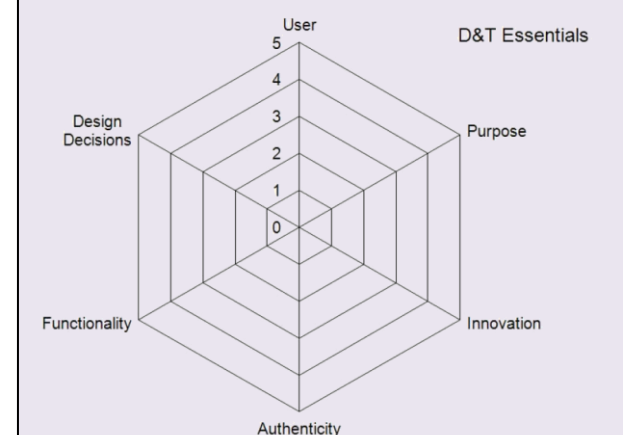 User
D&T Essentials
5
4
3
2
1
0
Design
Decisions
Purpose
Functionality
Innovation
Authenticity